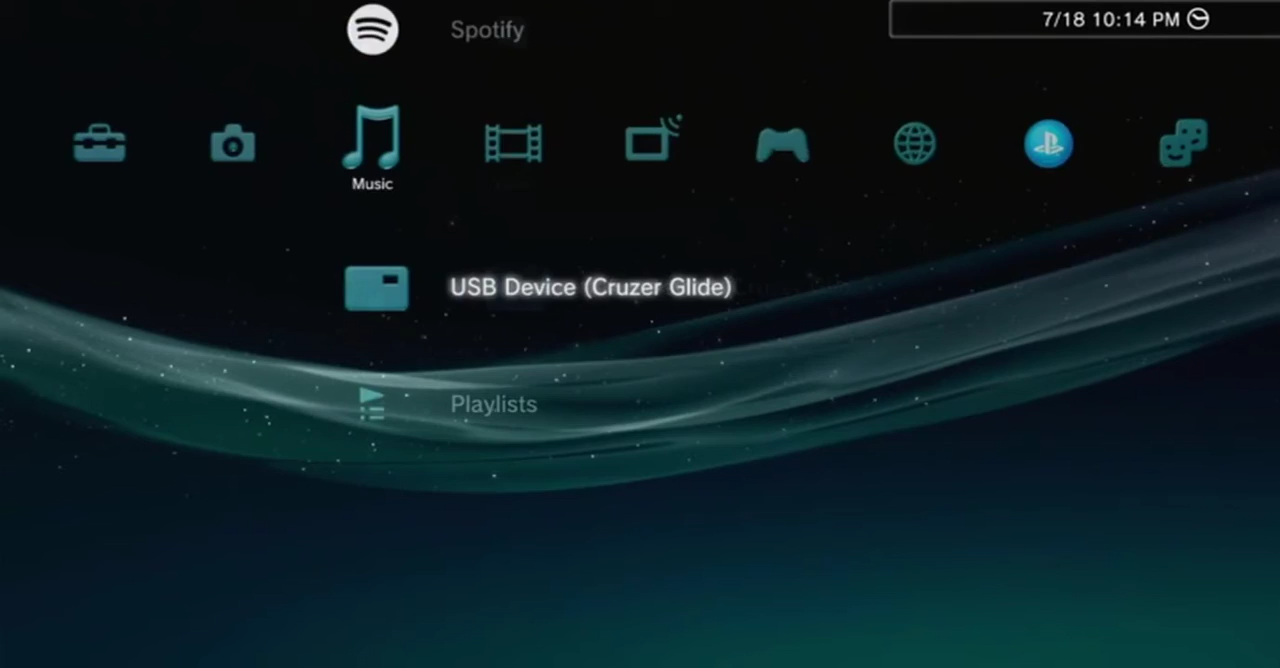 Spotify
7/18 10:14 PM
Music
USB Device (Cruzer Glide)
Playlists